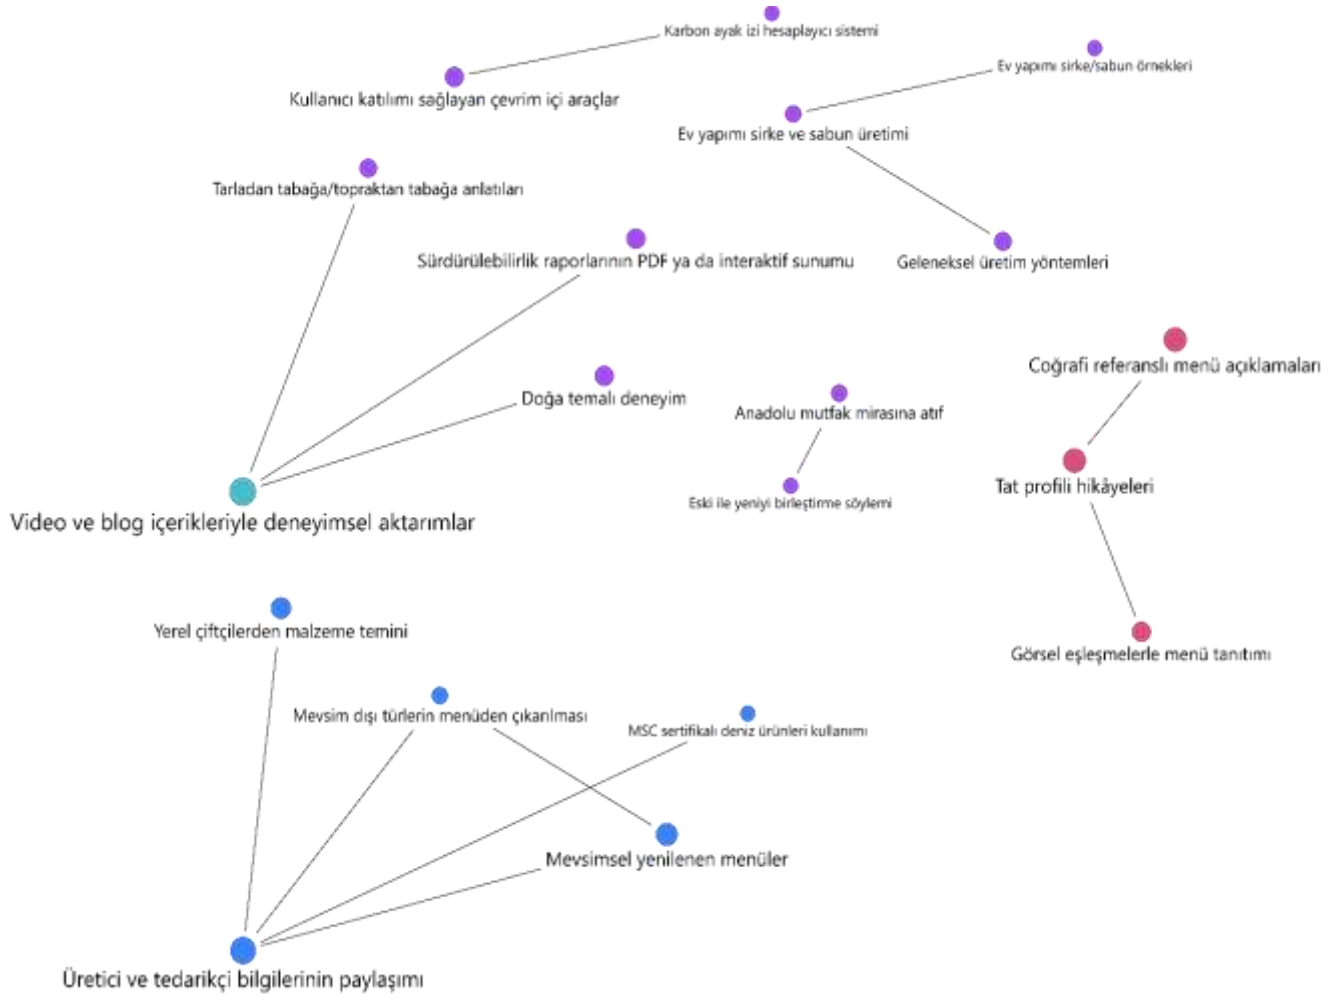 Karbon ayak izi hesaplayıcı sistemi
Ev yapımı sirke/sabun örnekleri
Kullanıcı katılımı sağlayan çevrim içi araçlar
Ev yapımı sirke ve sabun üretimi
Tarladan tabağa/topraktan tabağa anlatıları
Sürdürülebilirlik raporlarının PDF ya da interaktif sunumu
Geleneksel üretim yöntemleri
Coğrafi referanslı menü açıklamaları
Doğa temalı deneyim
Anadolu mutfak mirasına atıf
Tat profili hikâyeleri
Eski ile yeniyi birleştirme söylemi
Video ve blog içerikleriyle deneyimsel aktarımlar
Yerel çiftçilerden malzeme temini
Görsel eşleşmelerle menü tanıtımı
Mevsim dışı türlerin menüden çıkarılması
MSC sertifikalı deniz ürünleri kullanımı
Mevsimsel yenilenen menüler
Üretici ve tedarikçi bilgilerinin paylaşımı